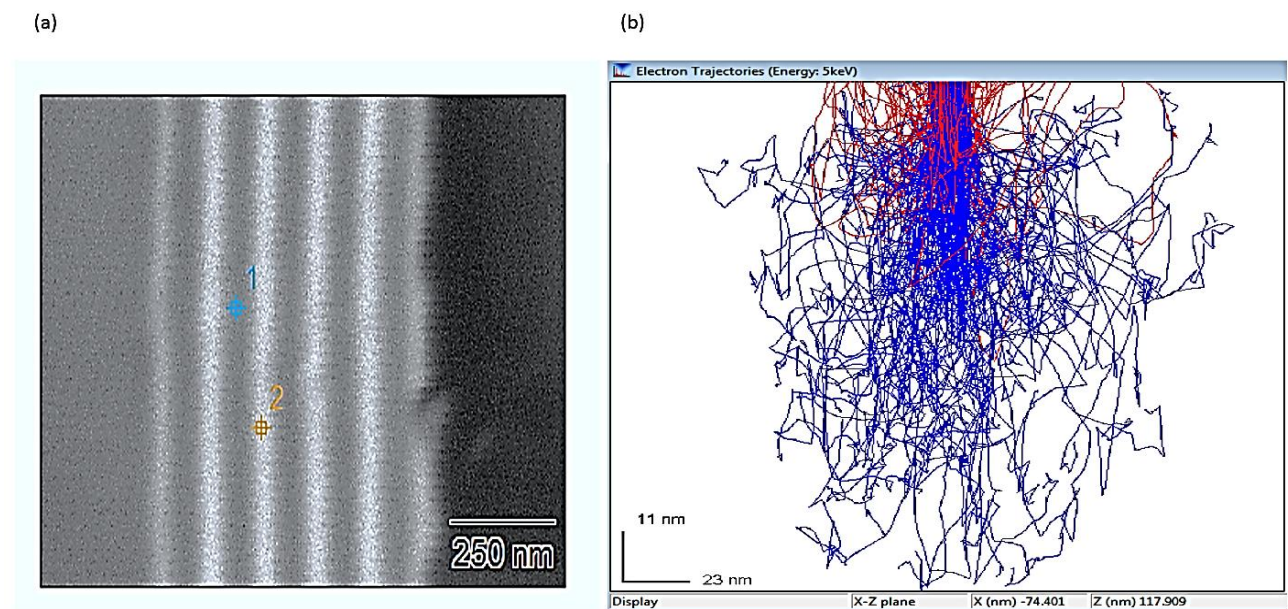 (a)
(b)
1
2
250 nm
Electron Trajectories (Energy: 5keV)
11 nm
23 nm
Display X-Z plane X (nm) -74.401 Z (nm) 117.909